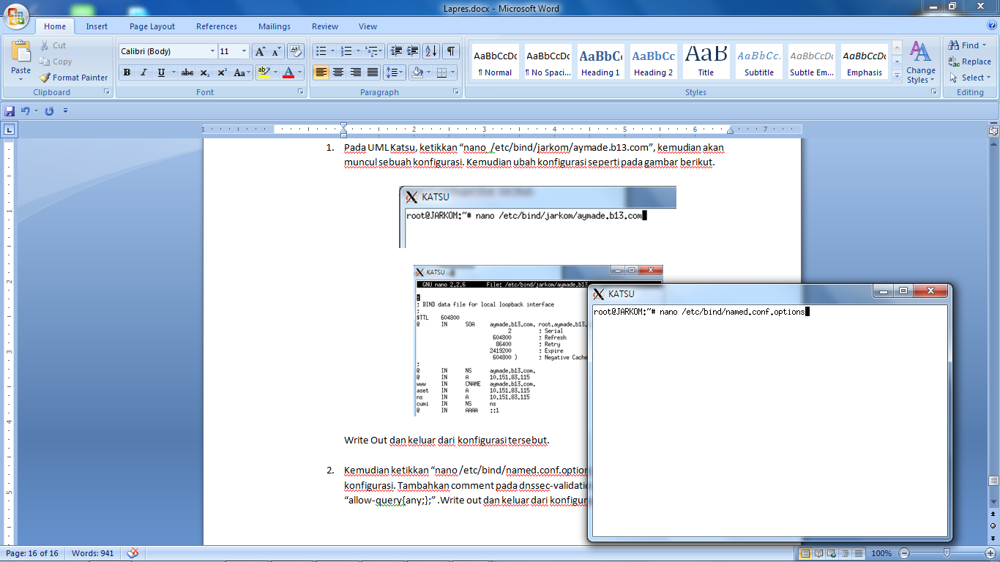 Lapres.docx - Microsoft Word
Home Insert Page Layout References Mailings Review View
Paste
Cut
Copy
Format Painter
Clipboard
Calibri (Body) 11
Font
Paragraph
AaBbCcDc AaBbCcDc AaBbCc AaBbCc AaB AaBbCc. AaBbCcDc AaBbCcDc
¶ Normal ¶ No Spaci... Heading 1 Heading 2 Title Subtitle Subtle Em... Emphasis
Change Styles
Styles
Find
Replace
Select
Editing
1 1 2 3 4 5 6 7
1. Pada UML Katsu, ketikkan “nano /etc/bind/jarkom/aymade.b13.com”, kemudian akan
muncul sebuah konfigurasi. Kemudian ubah konfigurasi seperti pada gambar berikut.
KATSU
root@JARKOM:~# nano /etc/bind/jarkom/aymade.b13.com
KATSU
GNU nano 2.2.6 File: /etc/bind/jarkom/aymade.b13
;
; BIND data file for local loopback interface
;
$TTL 604800
@ IN SOA aymade.b13.com. root.aymade.b13.
2 ; Serial
604800 ; Refresh
86400 ; Retry
2419200 ; Expire
604800 ) ; Negative Cache
;
@ IN NS aymade.b13.com.
@ IN A 10.151.83.115
www IN CNAME aymade.b13.com.
aset IN A 10.151.83.115
ns IN A 10.151.83.115
cumi IN NS ns
@ IN AAAA ::1
Write Out dan keluar dari konfigurasi tersebut.
2. Kemudian ketikkan “nano /etc/bind/named.conf.option
konfigurasi. Tambahkan comment pada dnssec-validatio
“allow-query{any;};” .Write out dan keluar dari konfigur
KATSU
root@JARKOM:~# nano /etc/bind/named.conf.options
Page: 16 of 16 Words: 941 100%